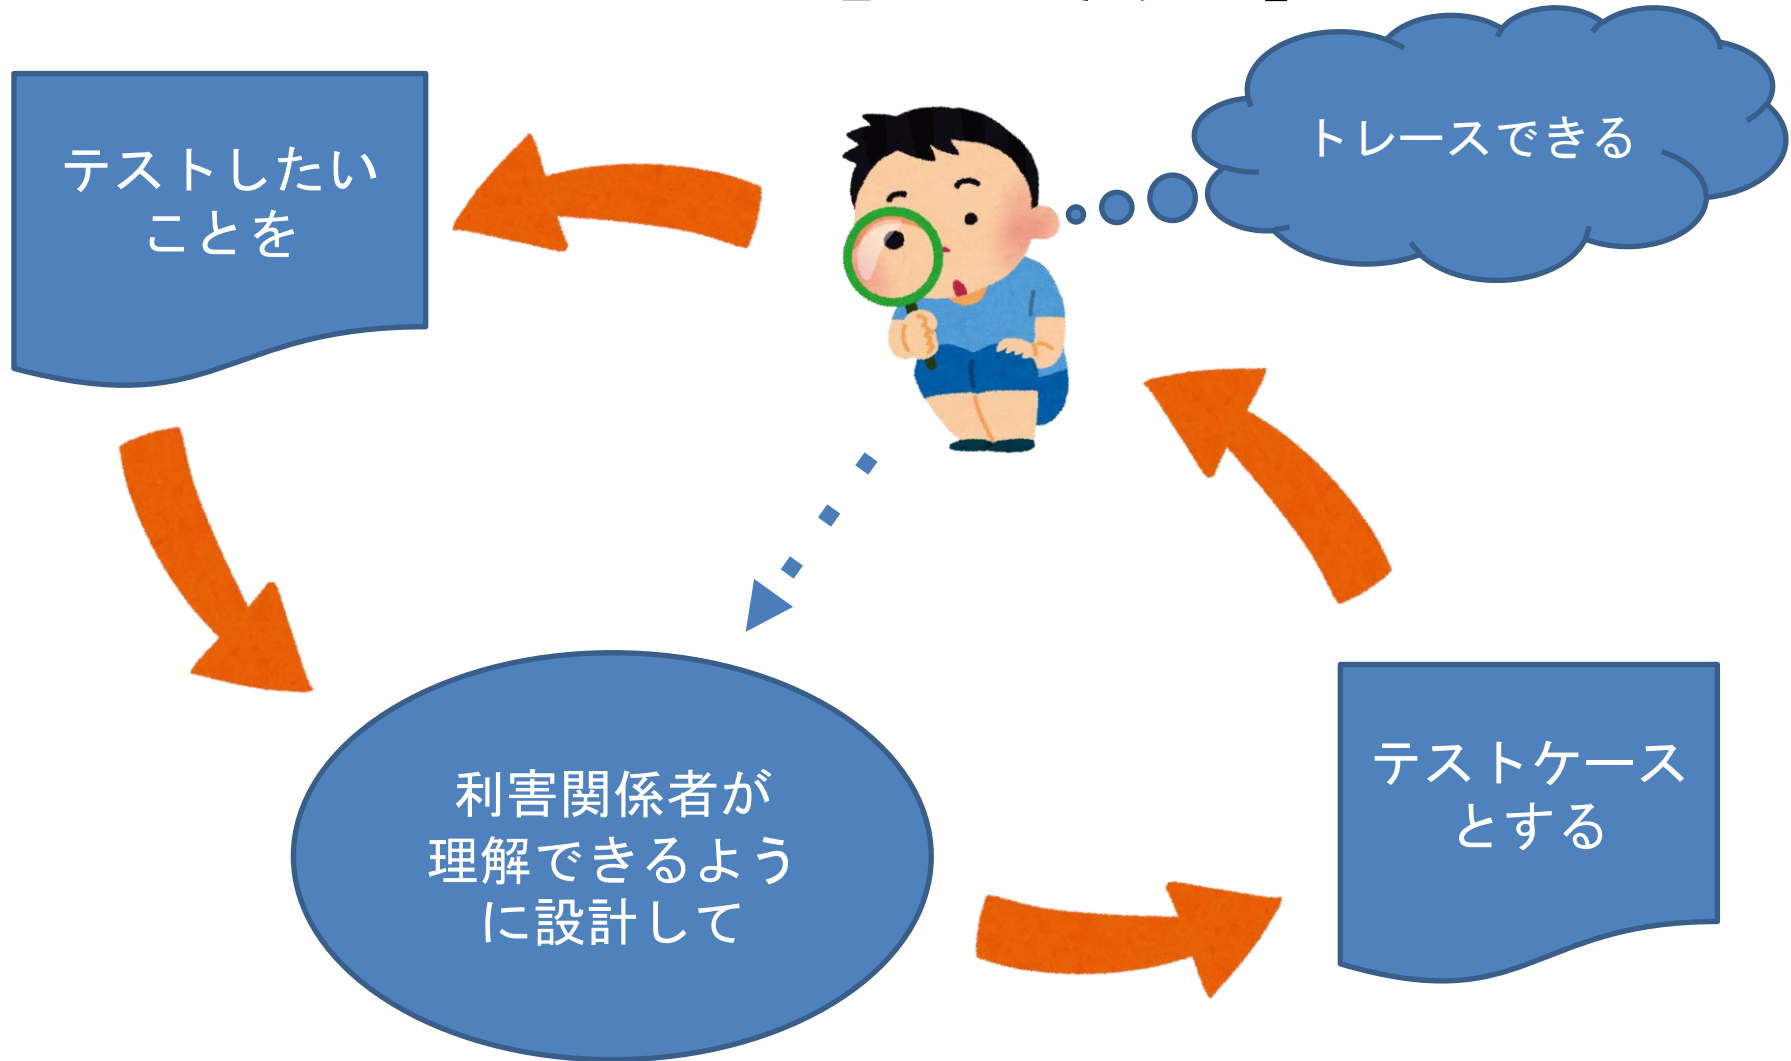 トレースできる
テストしたい
ことを
利害関係者が
理解できるよう
に設計して
テストケース
とする